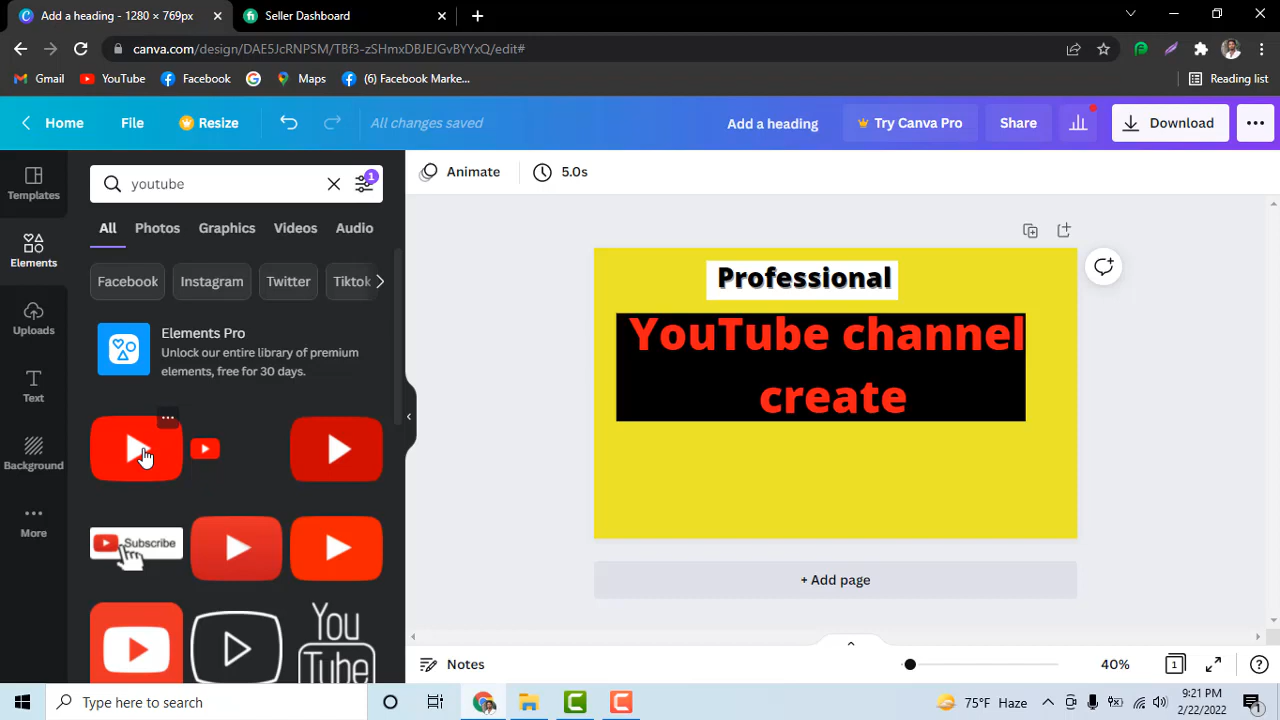 Add a heading - 1280 × 769px
Seller Dashboard
canva.com/design/DAE5JcRNPSM/TBf3-zSHmxDBJEJGvBYYxQ/edit#
Gmail
YouTube
Facebook
Maps
(6) Facebook Marke...
Reading list
Home
File
Resize
All changes saved
Add a heading
Try Canva Pro
Share
Download
Templates
Elements
Uploads
Text
Background
More
youtube
1
All
Photos
Graphics
Videos
Audio
Facebook
Instagram
Twitter
Tiktok
Elements Pro
Unlock our entire library of premium
elements, free for 30 days.
Subscribe
You
Tube
Animate
5.0s
Professional
YouTube channel
create
+ Add page
Notes
40%
1
Type here to search
75°F Haze
9:21 PM
2/22/2022
1